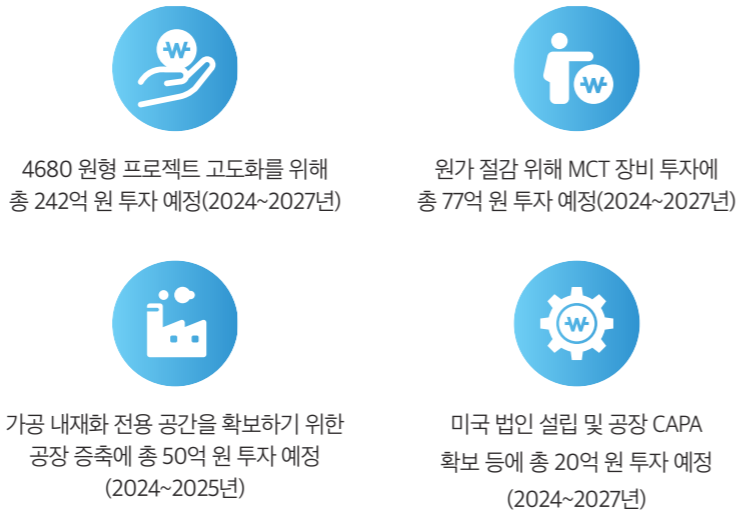 ₩
4680 원형 프로젝트 고도화를 위해
총 242억 원 투자 예정(2024~2027년)
₩
원가 절감 위해 MCT 장비 투자에
총 77억 원 투자 예정(2024~2027년)
가공 내재화 전용 공간을 확보하기 위한
공장 증축에 총 50억 원 투자 예정
(2024~2025년)
₩
미국 법인 설립 및 공장 CAPA
확보 등에 총 20억 원 투자 예정
(2024~2027년)